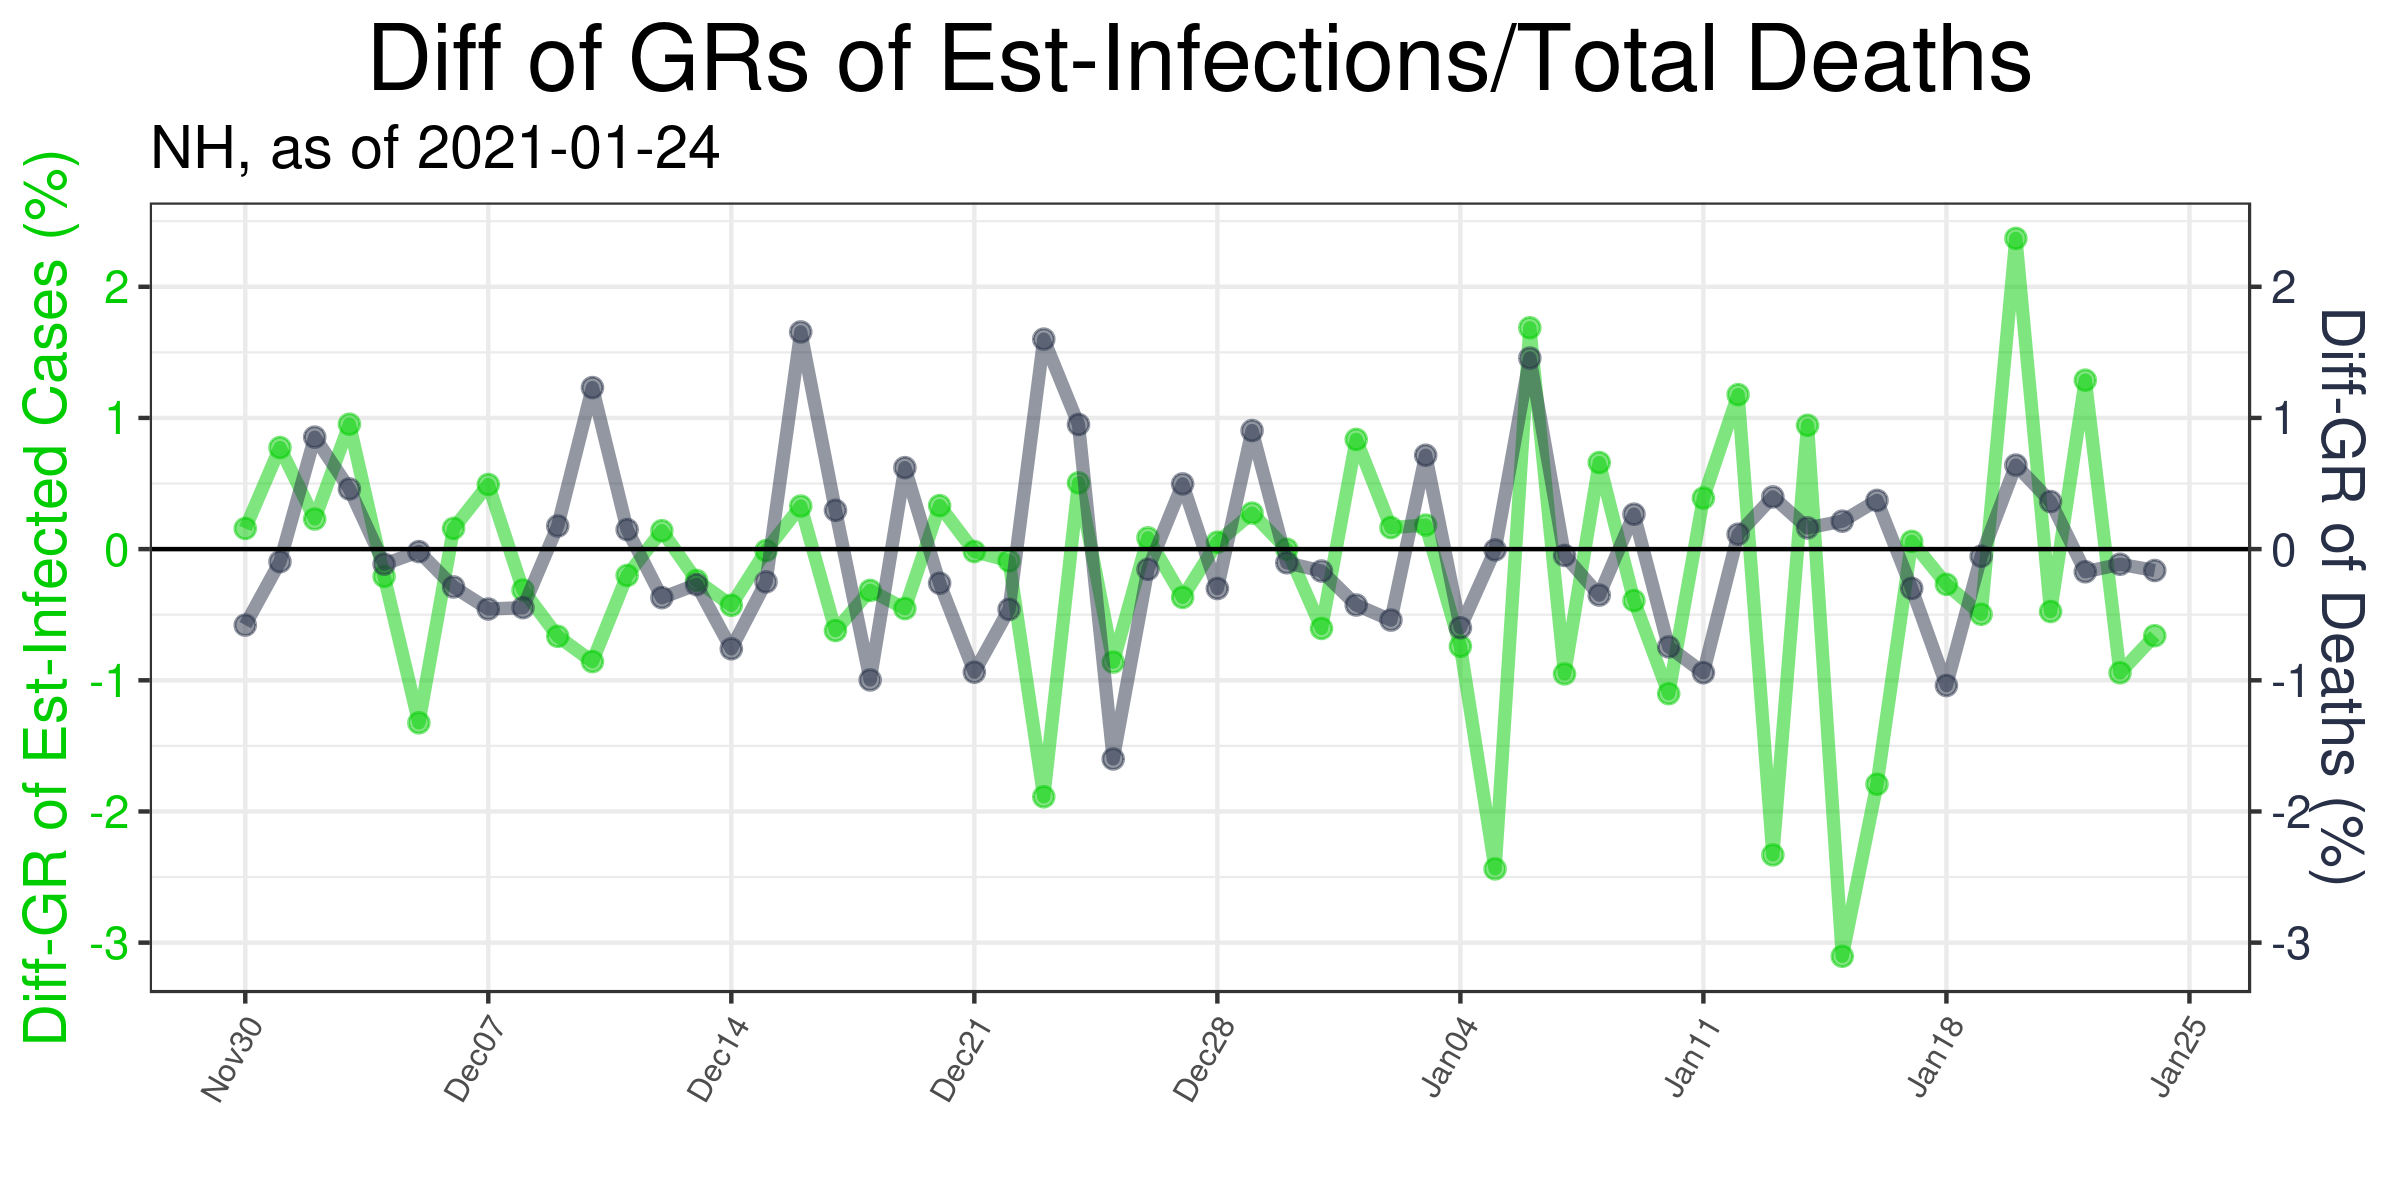 Diff of GRs of Est-Infections/Total Deaths
NH, as of 2021-01-24
Diff-GR of Est-Infected Cases (%)
2
1
0
-1
-2
-3
2
1
0
-1
-2
-3
Diff-GR of Deaths (%)
Nov30
Dec07
Dec14
Dec21
Dec28
Jan04
Jan11
Jan18
Jan25